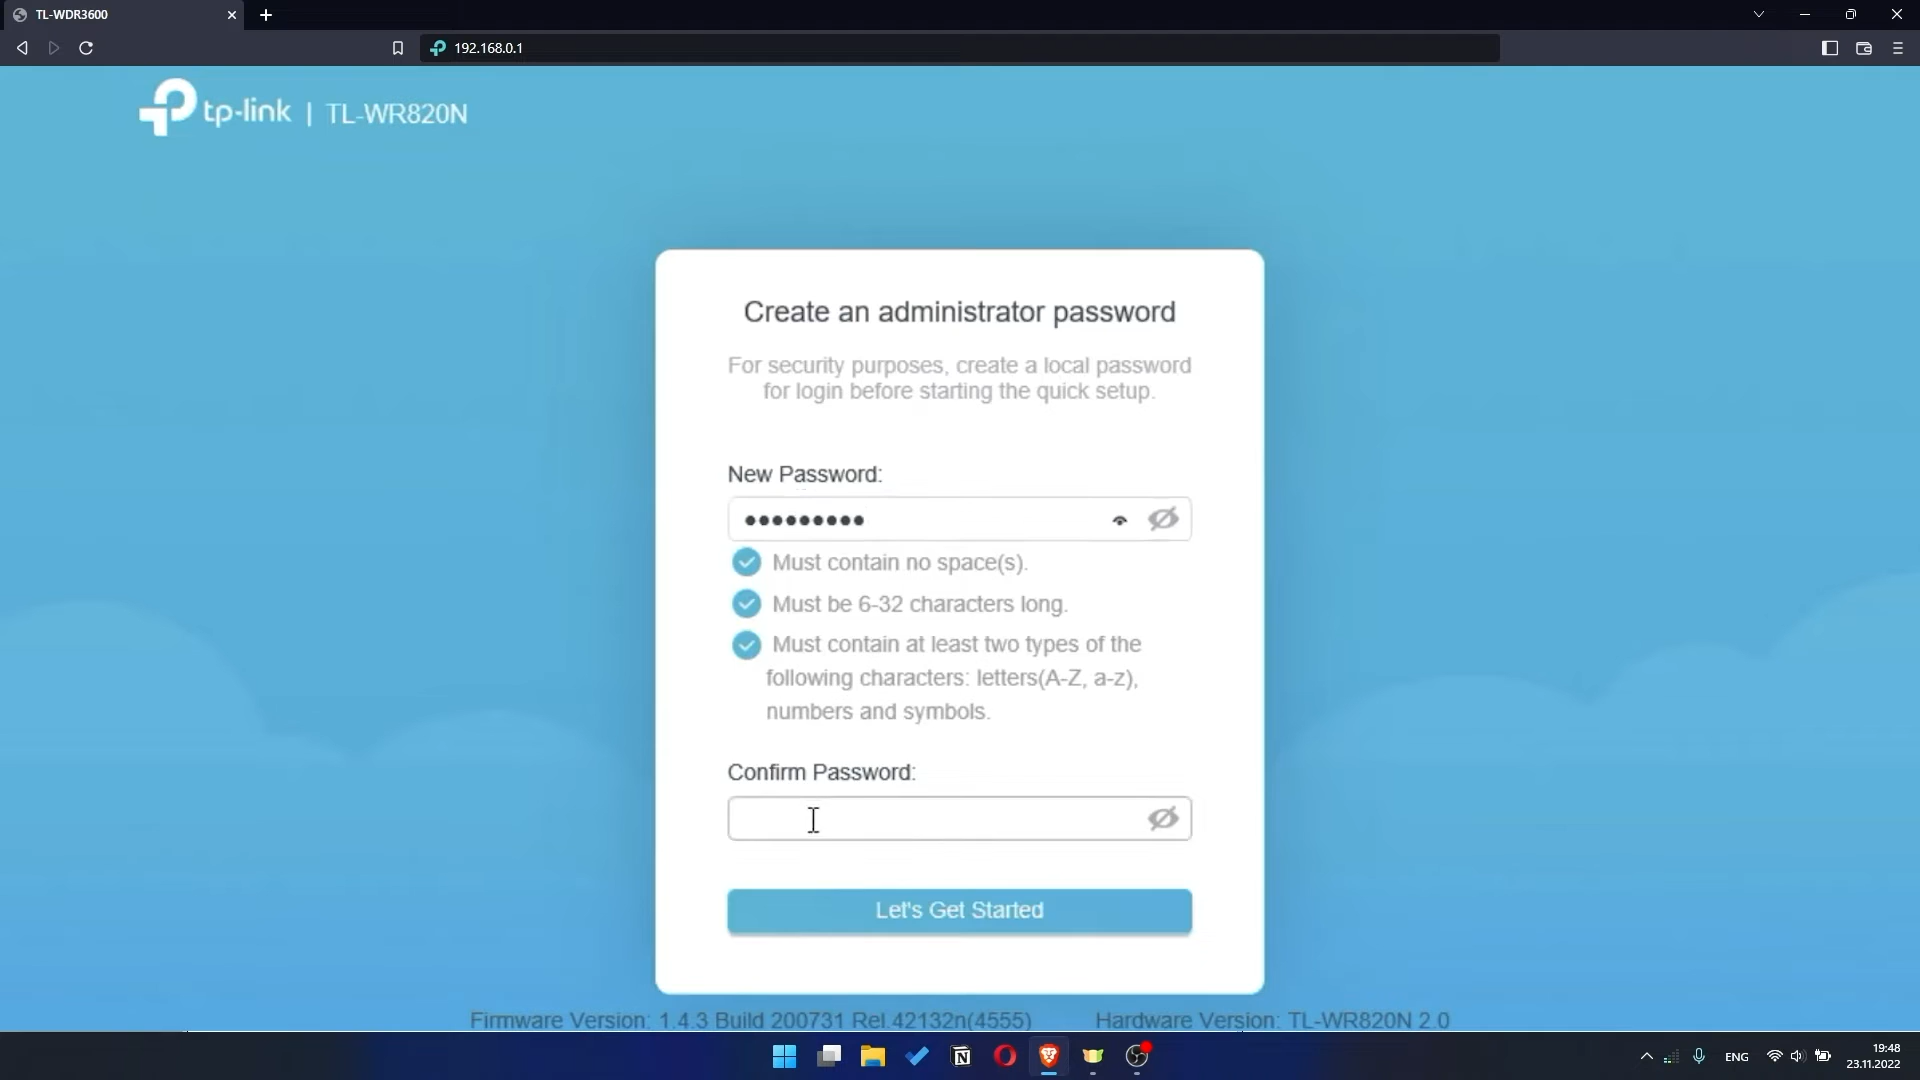 TL-WDR3600
192.168.0.1
tp-link | TL-WR820N
Create an administrator password
For security purposes, create a local password
for login before starting the quick setup.
New Password:
Must contain no space(s).
Must be 6-32 characters long.
Must contain at least two types of the
following characters: letters(A-Z, a-z),
numbers and symbols.
Confirm Password:
Let's Get Started
Firmware Version: 1.4.3 Build 200731 Rel.42132n(4555) Hardware Version: TL-WR820N 2.0
ENG
19:48
23.11.2022